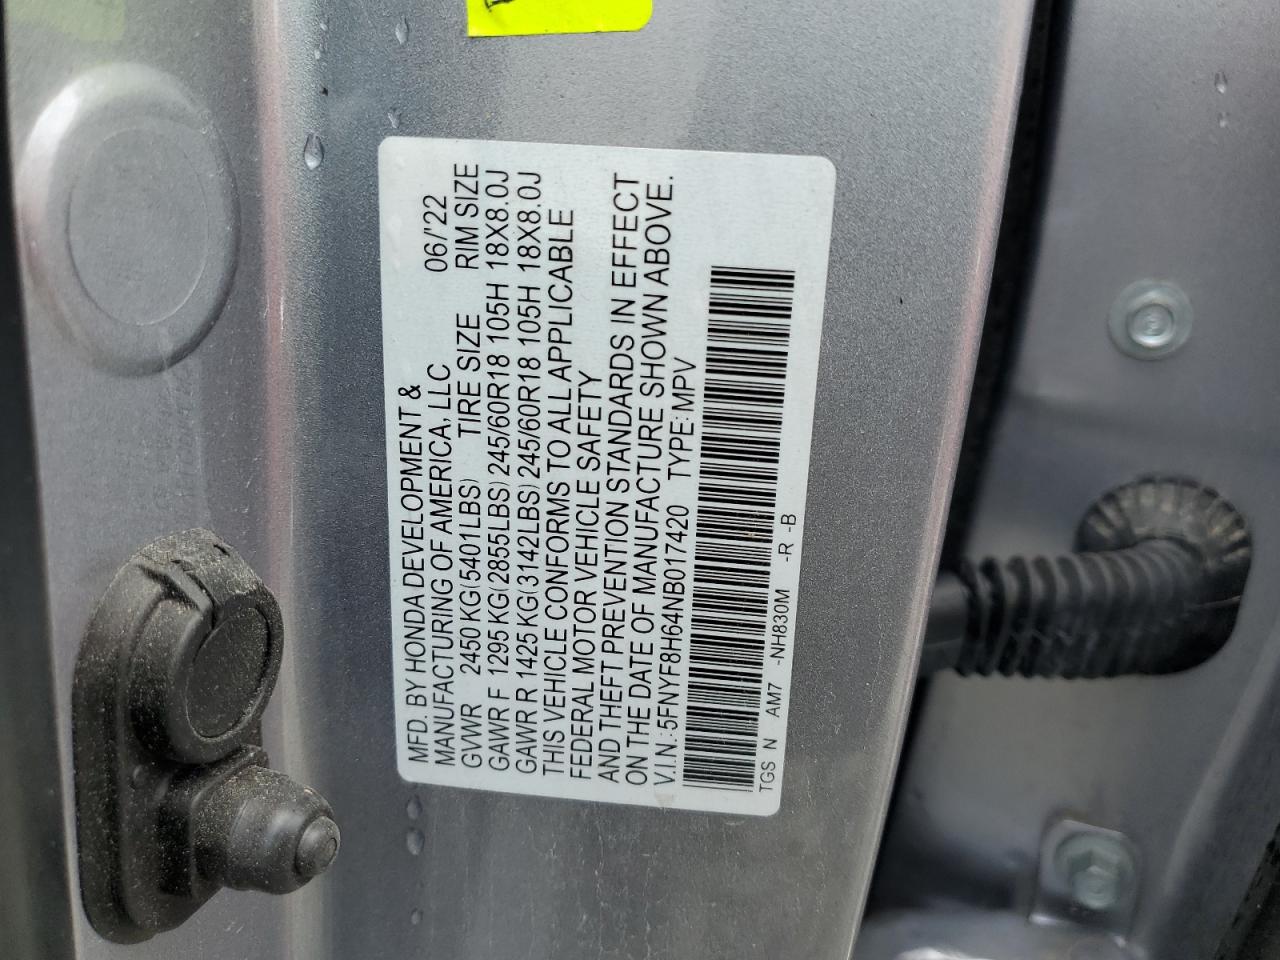 MFD. BY HONDA DEVELOPMENT &
MANUFACTURING OF AMERICA, LLC 06/'22
GVWR 2450 KG(5401LBS) TIRE SIZE RIM SIZE
GAWR F 1295 KG(2855LBS) 245/60R18 105H 18X8.0J
GAWR R 1425 KG(3142LBS) 245/60R18 105H 18X8.0J
THIS VEHICLE CONFORMS TO ALL APPLICABLE
FEDERAL MOTOR VEHICLE SAFETY
AND THEFT PREVENTION STANDARDS IN EFFECT
ON THE DATE OF MANUFACTURE SHOWN ABOVE.
V.I.N.: 5FNYF8H64NB017420 TYPE: MPV
TGS N AM7 -NH830M -R -B